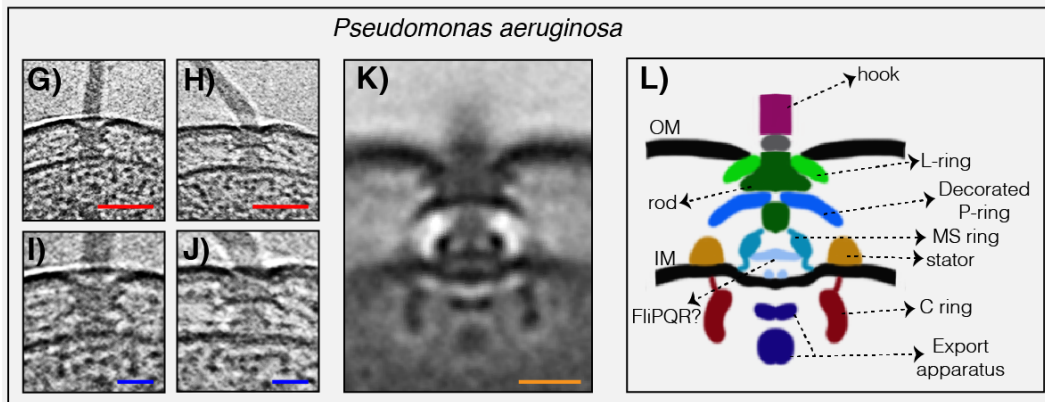 Pseudomonas aeruginosa
G)
H)
I)
J)
K)
L)
hook
OM
L-ring
rod
Decorated
P-ring
MS ring
IM
stator
FliPQR?
C ring
Export
apparatus